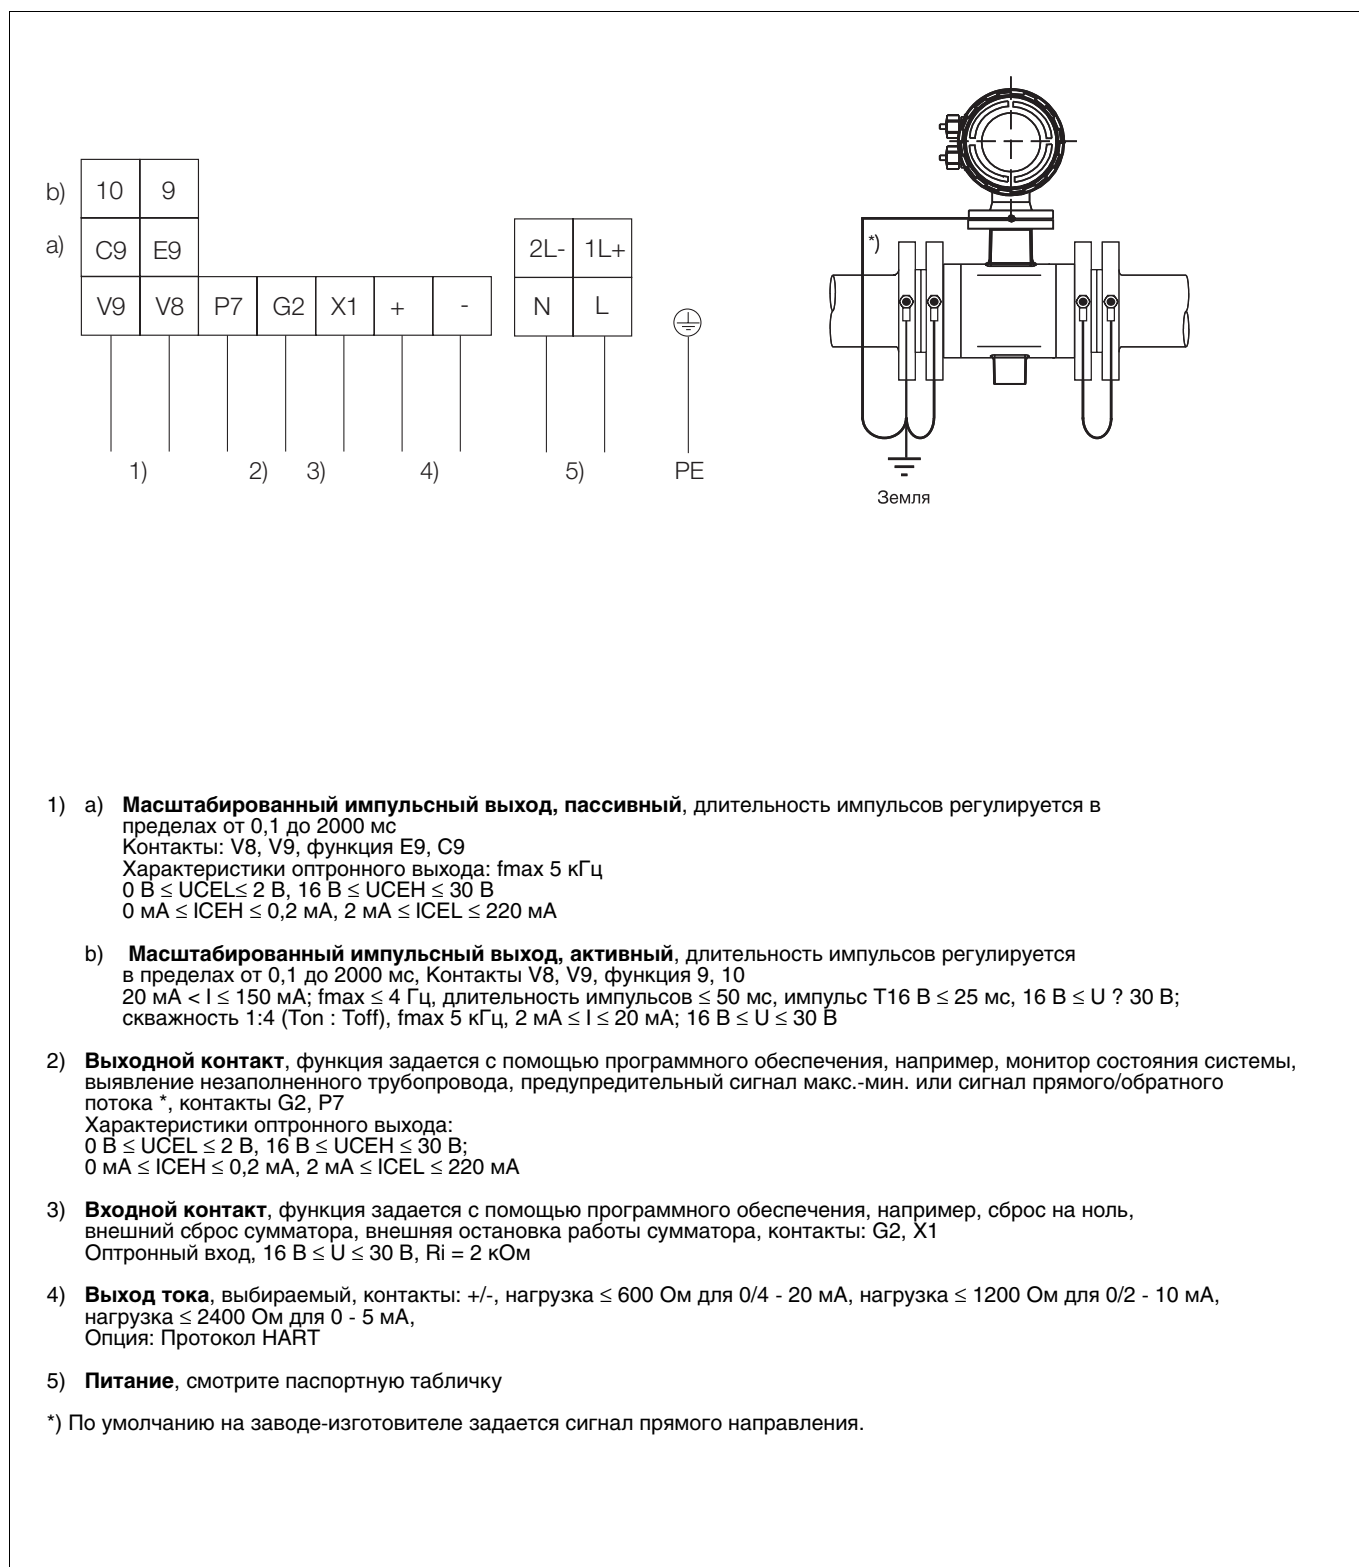 b) 10 9
a) C9 E9 2L- 1L+
V9 V8 P7 G2 X1 + - N L
1) 2) 3) 4) 5) PE
*)
Земля
1) a) Масштабированный импульсный выход, пассивный, длительность импульсов регулируется в
пределах от 0,1 до 2000 мс
Контакты: V8, V9, функция E9, C9
Характеристики оптронного выхода: fmax 5 кГц
0 В ≤ UCEL≤ 2 В, 16 В ≤ UCEH ≤ 30 В
0 мА ≤ ICEH ≤ 0,2 мА, 2 мА ≤ ICEL ≤ 220 мА
b) Масштабированный импульсный выход, активный, длительность импульсов регулируется
в пределах от 0,1 до 2000 мс, Контакты V8, V9, функция 9, 10
20 мА < I ≤ 150 мА; fmax ≤ 4 Гц, длительность импульсов ≤ 50 мс, импульс T16 В ≤ 25 мс, 16 В ≤ U ? 30 В;
скважность 1:4 (Ton : Toff), fmax 5 кГц, 2 мА ≤ I ≤ 20 мА; 16 В ≤ U ≤ 30 В
2) Выходной контакт, функция задается с помощью программного обеспечения, например, монитор состояния системы,
выявление незаполненного трубопровода, предупредительный сигнал макс.-мин. или сигнал прямого/обратного
потока *, контакты G2, P7
Характеристики оптронного выхода:
0 В ≤ UCEL ≤ 2 В, 16 В ≤ UCEH ≤ 30 В;
0 мА ≤ ICEH ≤ 0,2 мА, 2 мА ≤ ICEL ≤ 220 мА
3) Входной контакт, функция задается с помощью программного обеспечения, например, сброс на ноль,
внешний сброс сумматора, внешняя остановка работы сумматора, контакты: G2, X1
Оптронный вход, 16 В ≤ U ≤ 30 В, Ri = 2 кОм
4) Выход тока, выбираемый, контакты: +/-, нагрузка ≤ 600 Ом для 0/4 - 20 мА, нагрузка ≤ 1200 Ом для 0/2 - 10 мА,
нагрузка ≤ 2400 Ом для 0 - 5 мА,
Опция: Протокол HART
5) Питание, смотрите паспортную табличку
*) По умолчанию на заводе-изготовителе задается сигнал прямого направления.